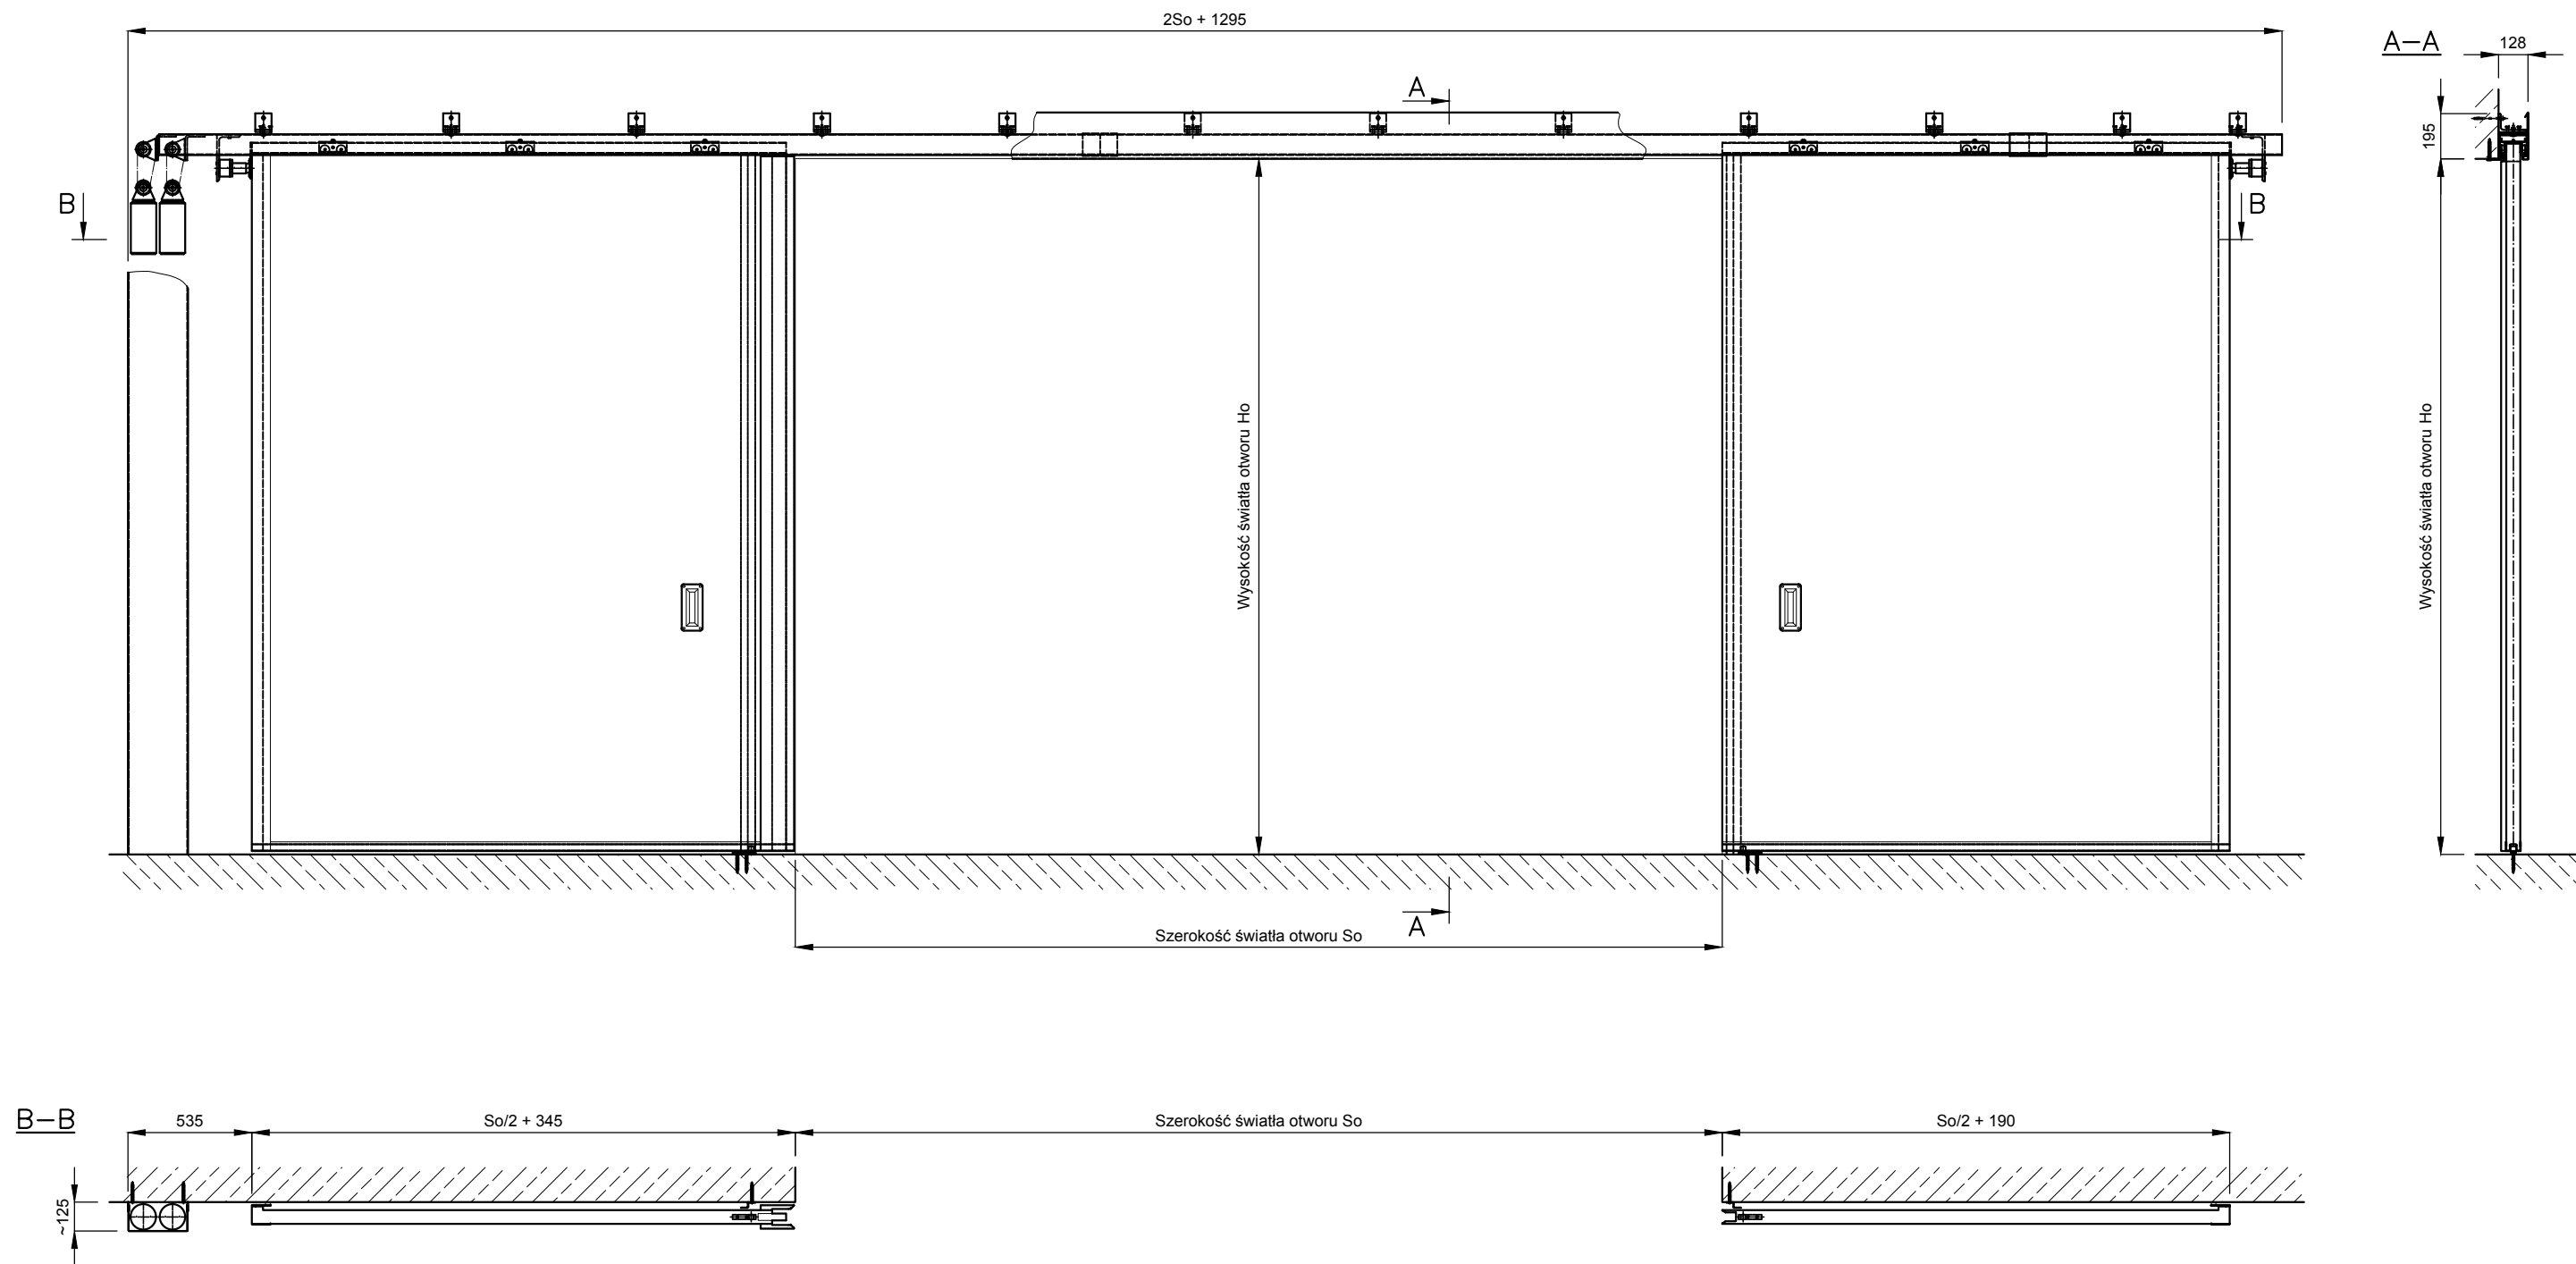 2So + 1295
A
A–A
128
195
B
B
Wysokość światła otworu Ho
Wysokość światła otworu Ho
A
Szerokość światła otworu So
B–B
535
So/2 + 345
Szerokość światła otworu So
So/2 + 190
~125